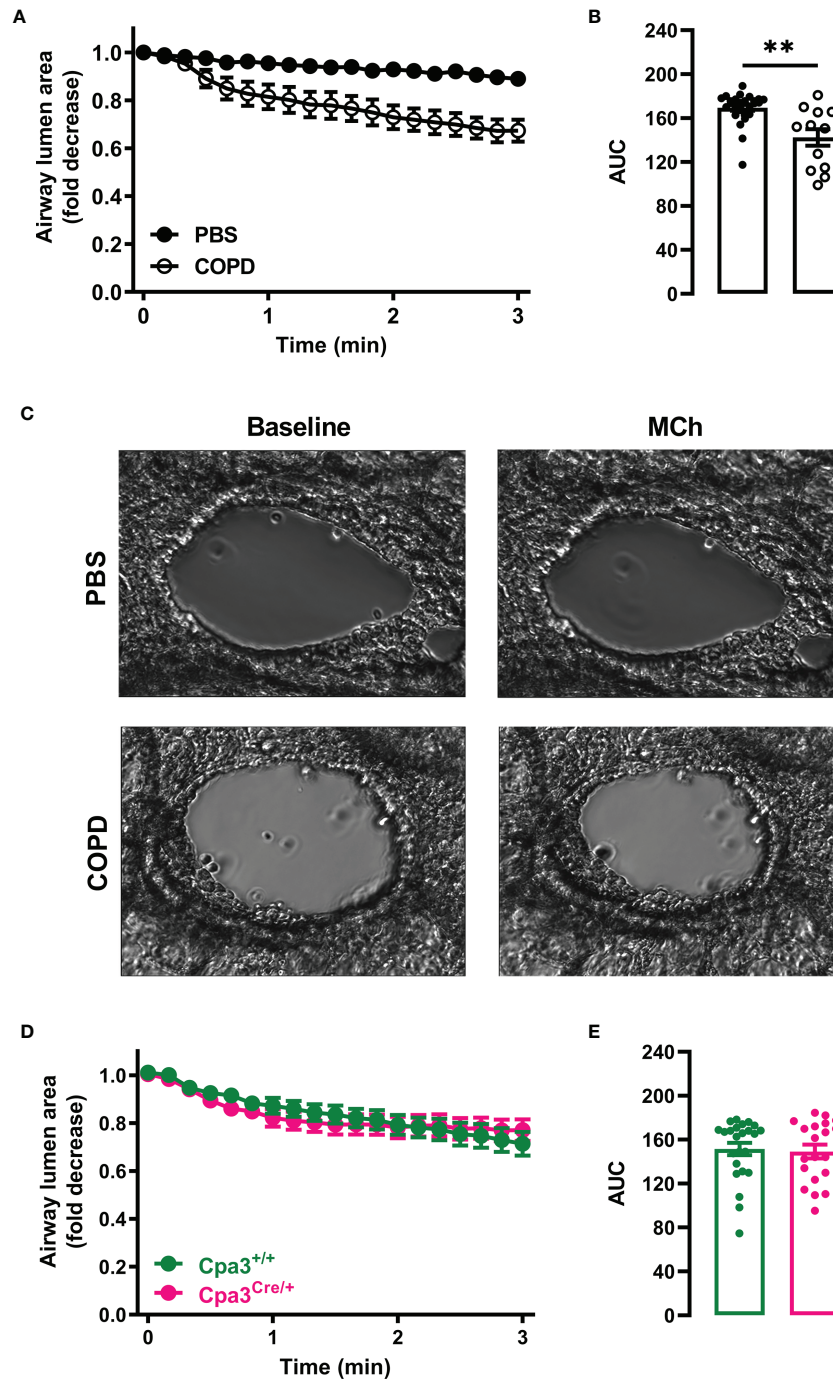 A
Airway lumen area
(fold decrease)
1.0
0.8
0.6
0.4
0.2
0.0
PBS
COPD
0 1 2 3
Time (min)
B
AUC
240
200
160
120
80
40
0
**
C
Baseline MCh
PBS
COPD
D
Airway lumen area
(fold decrease)
1.0
0.8
0.6
0.4
0.2
0.0
Cpa3+/+
Cpa3Cre/+
0 1 2 3
Time (min)
E
AUC
240
200
160
120
80
40
0